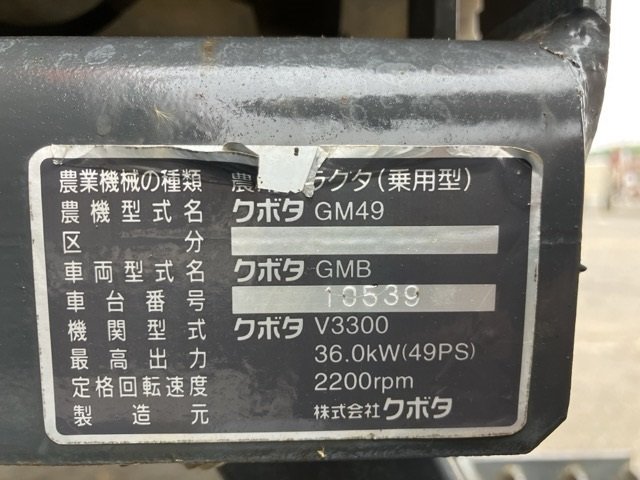 農業機械の種類 農 ラクタ(乗用型)
農機型式名 クボタ GM49
区分
車両型式名 クボタ GMB
車台番号 10539
機関型式 クボタ V3300
最高出力 36.0kW(49PS)
定格回転速度 2200rpm
製造元 株式会社クボタ